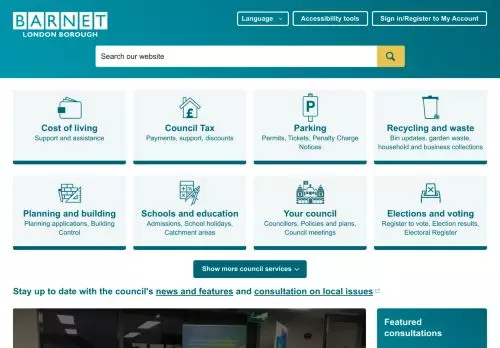 BARNET
LONDON BOROUGH
Language
Accessibility tools
Sign in/Register to My Account
Search our website
Cost of living
Support and assistance
Council Tax
Payments, support, discounts
Parking
Permits, Tickets, Penalty Charge
Notices
Recycling and waste
Bin updates, garden waste,
household and business collections
Planning and building
Planning applications, Building
Control
Schools and education
Admissions, School holidays,
Catchment areas
Your council
Councillors, Policies and plans,
Council meetings
Elections and voting
Register to vote, Election results,
Electoral Register
Show more council services
Stay up to date with the council's news and features and consultation on local issues
Featured
consultations